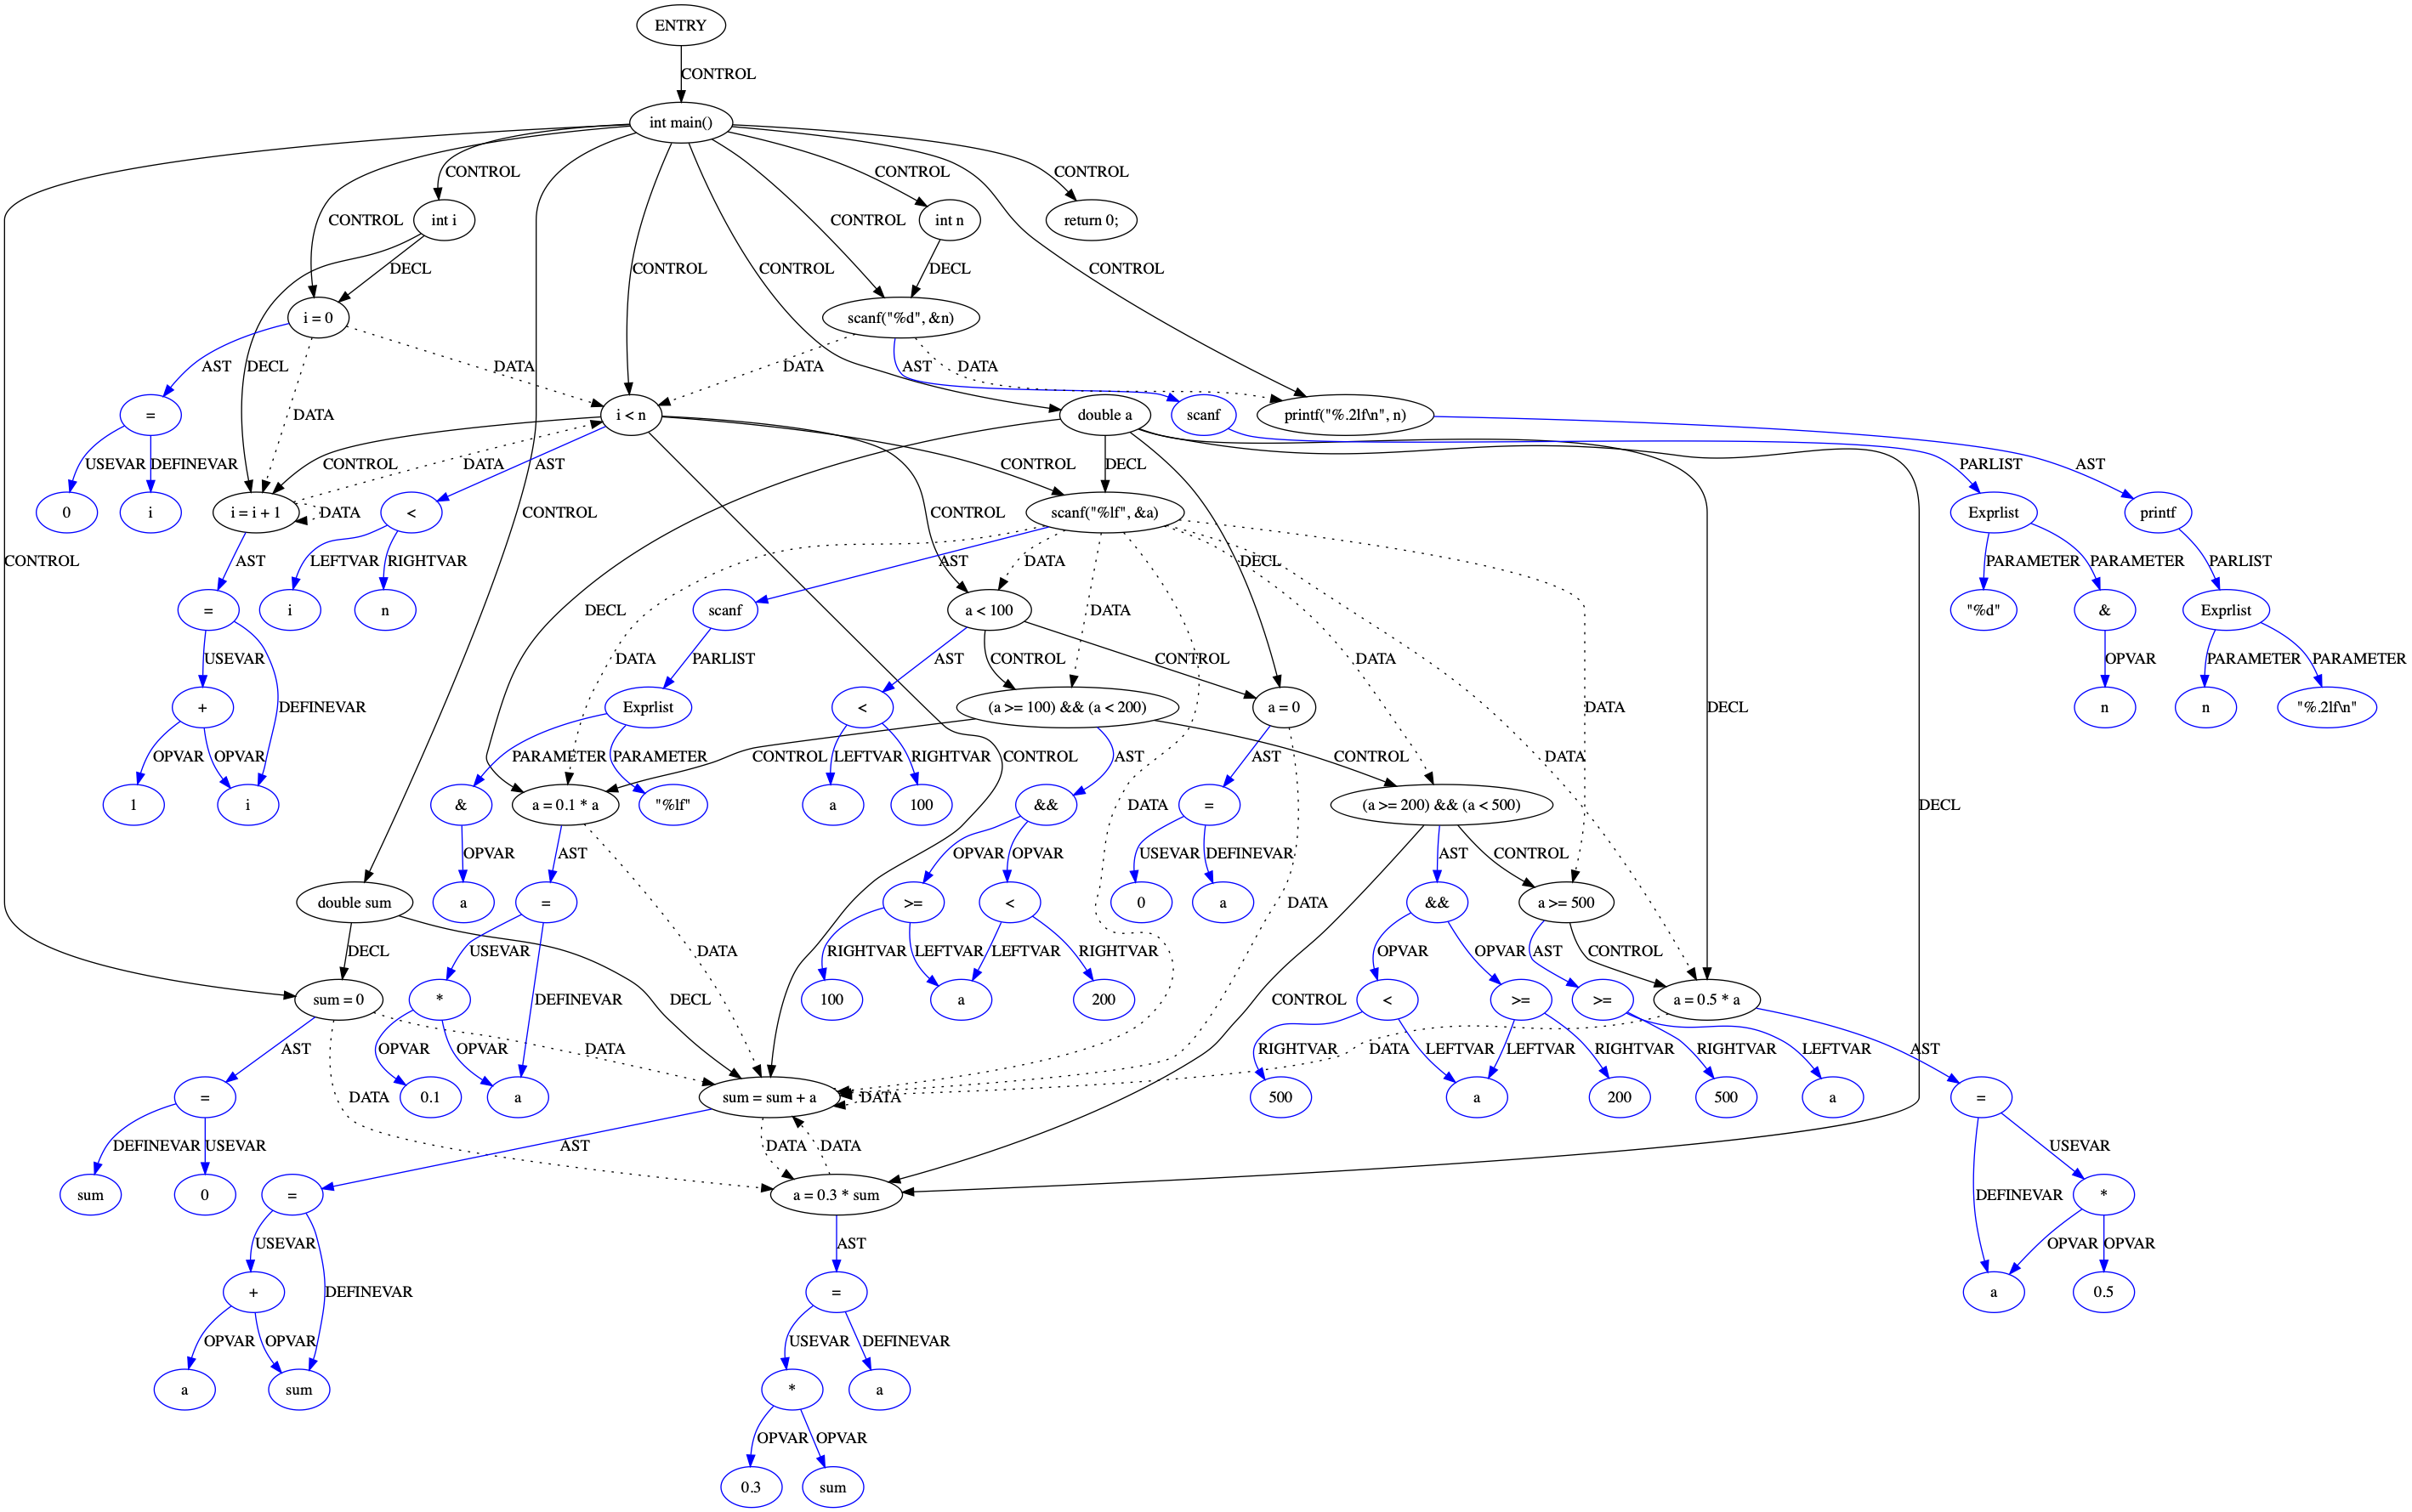 ENTRY
CONTROL
int main()
CONTROL CONTROL CONTROL
int i int n return 0;
CONTROL CONTROL
DECL CONTROL CONTROL DECL CONTROL
i = 0 scanf("%d", &n)
AST DECL DATA DATA AST DATA
DATA
= i < n double a scanf printf("%.2lf\n", n)
USEVAR DEFINEVAR CONTROL DATA AST CONTROL DECL PARLIST AST
0 i i = i + 1 DATA < CONTROL CONTROL scanf("%lf", &a) Exprlist printf
CONTROL AST LEFTVAR RIGHTVAR AST DATA DECL PARAMETER PARAMETER PARLIST
= i n DECL scanf a < 100 DATA "%d" & Exprlist
USEVAR DATA PARLIST AST CONTROL CONTROL DATA OPVAR PARAMETER PARAMETER
+ DEFINEVAR Exprlist < (a >= 100) && (a < 200) a = 0 DATA DECL n n "%.2lf\n"
OPVAR OPVAR PARAMETER PARAMETER CONTROL LEFTVAR RIGHTVAR CONTROL AST CONTROL AST DATA
1 i & a = 0.1 * a "%lf" a 100 && DATA = (a >= 200) && (a < 500) DECL
OPVAR AST OPVAR OPVAR USEVAR DEFINEVAR AST CONTROL
double sum a = >= < 0 a DATA && a >= 500
DECL USEVAR DATA RIGHTVAR LEFTVAR LEFTVAR RIGHTVAR OPVAR OPVAR AST CONTROL
sum = 0 * DEFINEVAR DECL 100 a 200 CONTROL < >= >= a = 0.5 * a
AST OPVAR OPVAR DATA RIGHTVAR LEFTVAR LEFTVAR RIGHTVAR DATA RIGHTVAR LEFTVAR AST
= DATA 0.1 a sum = sum + a DATA 500 a 200 500 a =
DEFINEVAR USEVAR AST DATA DATA USEVAR
sum 0 = a = 0.3 * sum DEFINEVAR *
USEVAR AST OPVAR OPVAR
+ DEFINEVAR = a 0.5
OPVAR OPVAR USEVAR DEFINEVAR
a sum * a
OPVAR OPVAR
0.3 sum